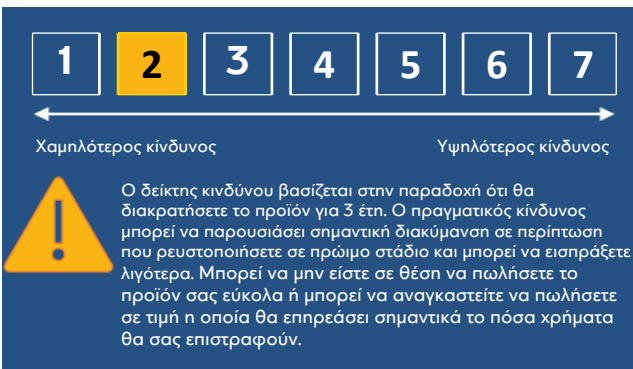 1 2 3 4 5 6 7
Χαμηλότερος κίνδυνος Υψηλότερος κίνδυνος
Ο δείκτης κινδύνου βασίζεται στην παραδοχή ότι θα
διακρατήσετε το προϊόν για 3 έτη. Ο πραγματικός κίνδυνος
μπορεί να παρουσιάσει σημαντική διακύμανση σε περίπτωση
που ρευστοποιήσετε σε πρώιμο στάδιο και μπορεί να εισπράξετε
λιγότερα. Μπορεί να μην είστε σε θέση να πωλήσετε το
προϊόν σας εύκολα ή μπορεί να αναγκαστείτε να πωλήσετε
σε τιμή η οποία θα επηρεάσει σημαντικά το πόσα χρήματα
θα σας επιστραφούν.